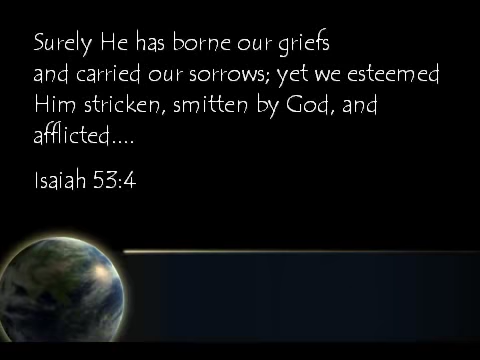 Surely He has borne our griefs
and carried our sorrows; yet we esteemed
Him stricken, smitten by God, and
afflicted....
Isaiah 53:4